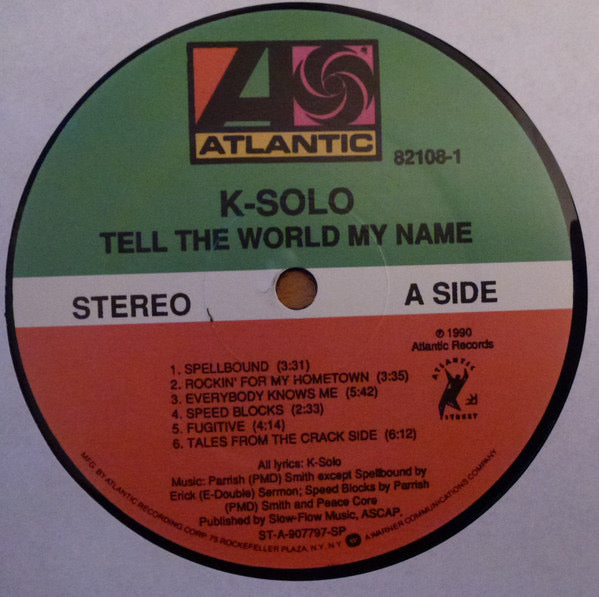 ATLANTIC
82108-1
K-SOLO
TELL THE WORLD MY NAME
STEREO
A SIDE
℗ 1990
Atlantic Records
ATLANTIC
STREET
1. SPELLBOUND (3:31)
2. ROCKIN' FOR MY HOMETOWN (3:35)
3. EVERYBODY KNOWS ME (5:42)
4. SPEED BLOCKS (2:33)
5. FUGITIVE (4:14)
6. TALES FROM THE CRACK SIDE (6:12)
All lyrics: K-Solo
Music: Parrish (PMD) Smith except Spellbound by
Erick (E-Double) Sermon; Speed Blocks by Parrish
(PMD) Smith and Peace Core
Published by Slow-Flow Music, ASCAP.
ST-A-907797-SP
MFG. BY ATLANTIC RECORDING CORP. 75 ROCKEFELLER PLAZA, N.Y. N.Y. A WARNER COMMUNICATIONS COMPANY